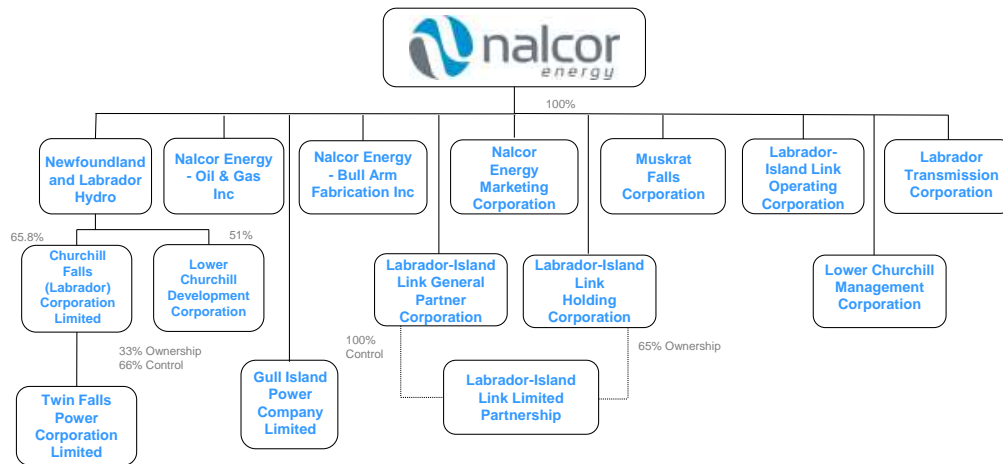 nalcor
energy
100%
Newfoundland
and Labrador
Hydro
Nalcor Energy
- Oil & Gas
Inc
Nalcor Energy
- Bull Arm
Fabrication Inc
Nalcor
Energy
Marketing
Corporation
Muskrat
Falls
Corporation
Labrador-
Island Link
Operating
Corporation
Labrador
Transmission
Corporation
65.8%
51%
Churchill
Falls
(Labrador)
Corporation
Limited
Lower
Churchill
Development
Corporation
Labrador-Island
Link General
Partner
Corporation
Labrador-Island
Link
Holding
Corporation
Lower Churchill
Management
Corporation
33% Ownership
66% Control
100%
Control
65% Ownership
Twin Falls
Power
Corporation
Limited
Gull Island
Power
Company
Limited
Labrador-Island
Link Limited
Partnership